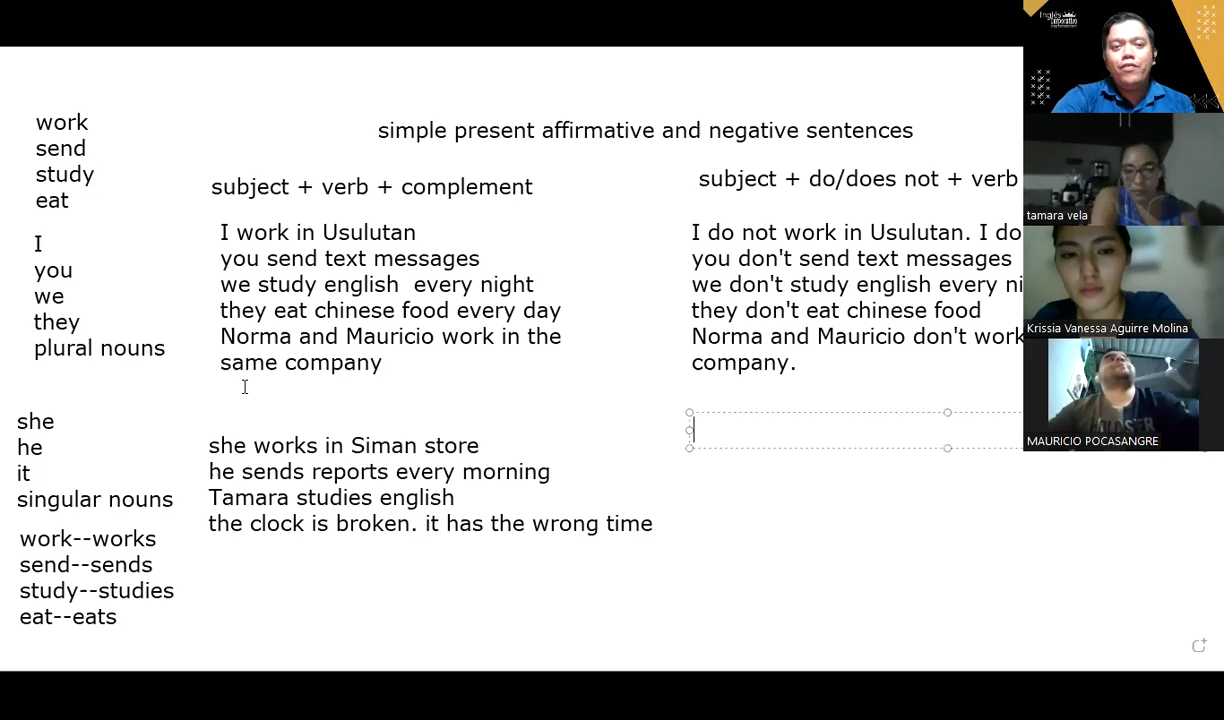 simple present affirmative and negative sentences
work
send
study
eat
I
you
we
they
plural nouns
she
he
it
singular nouns
work--works
send--sends
study--studies
eat--eats
subject + verb + complement
I work in Usulutan
you send text messages
we study english  every night
they eat chinese food every day
Norma and Mauricio work in the
same company
she works in Siman store
he sends reports every morning
Tamara studies english
the clock is broken. it has the wrong time
subject + do/does not + verb
I do not work in Usulutan. I do
you don't send text messages
we don't study english every ni
they don't eat chinese food
Norma and Mauricio don't work
company.
Inglés
Corporativo
tamara vela
Krissia Vanessa Aguirre Molina
MAURICIO POCASANGRE